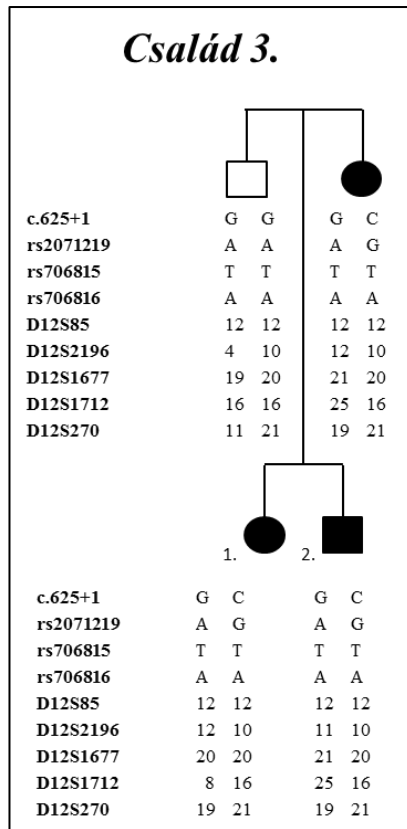 Család 3.
c.625+1 G G G C
rs2071219 A A A G
rs706815 T T T T
rs706816 A A A A
D12S85 12 12 12 12
D12S2196 4 10 12 10
D12S1677 19 20 21 20
D12S1712 16 16 25 16
D12S270 11 21 19 21
1. 2.
c.625+1 G C G C
rs2071219 A G A G
rs706815 T T T T
rs706816 A A A A
D12S85 12 12 12 12
D12S2196 12 10 11 10
D12S1677 20 20 21 20
D12S1712 8 16 25 16
D12S270 19 21 19 21